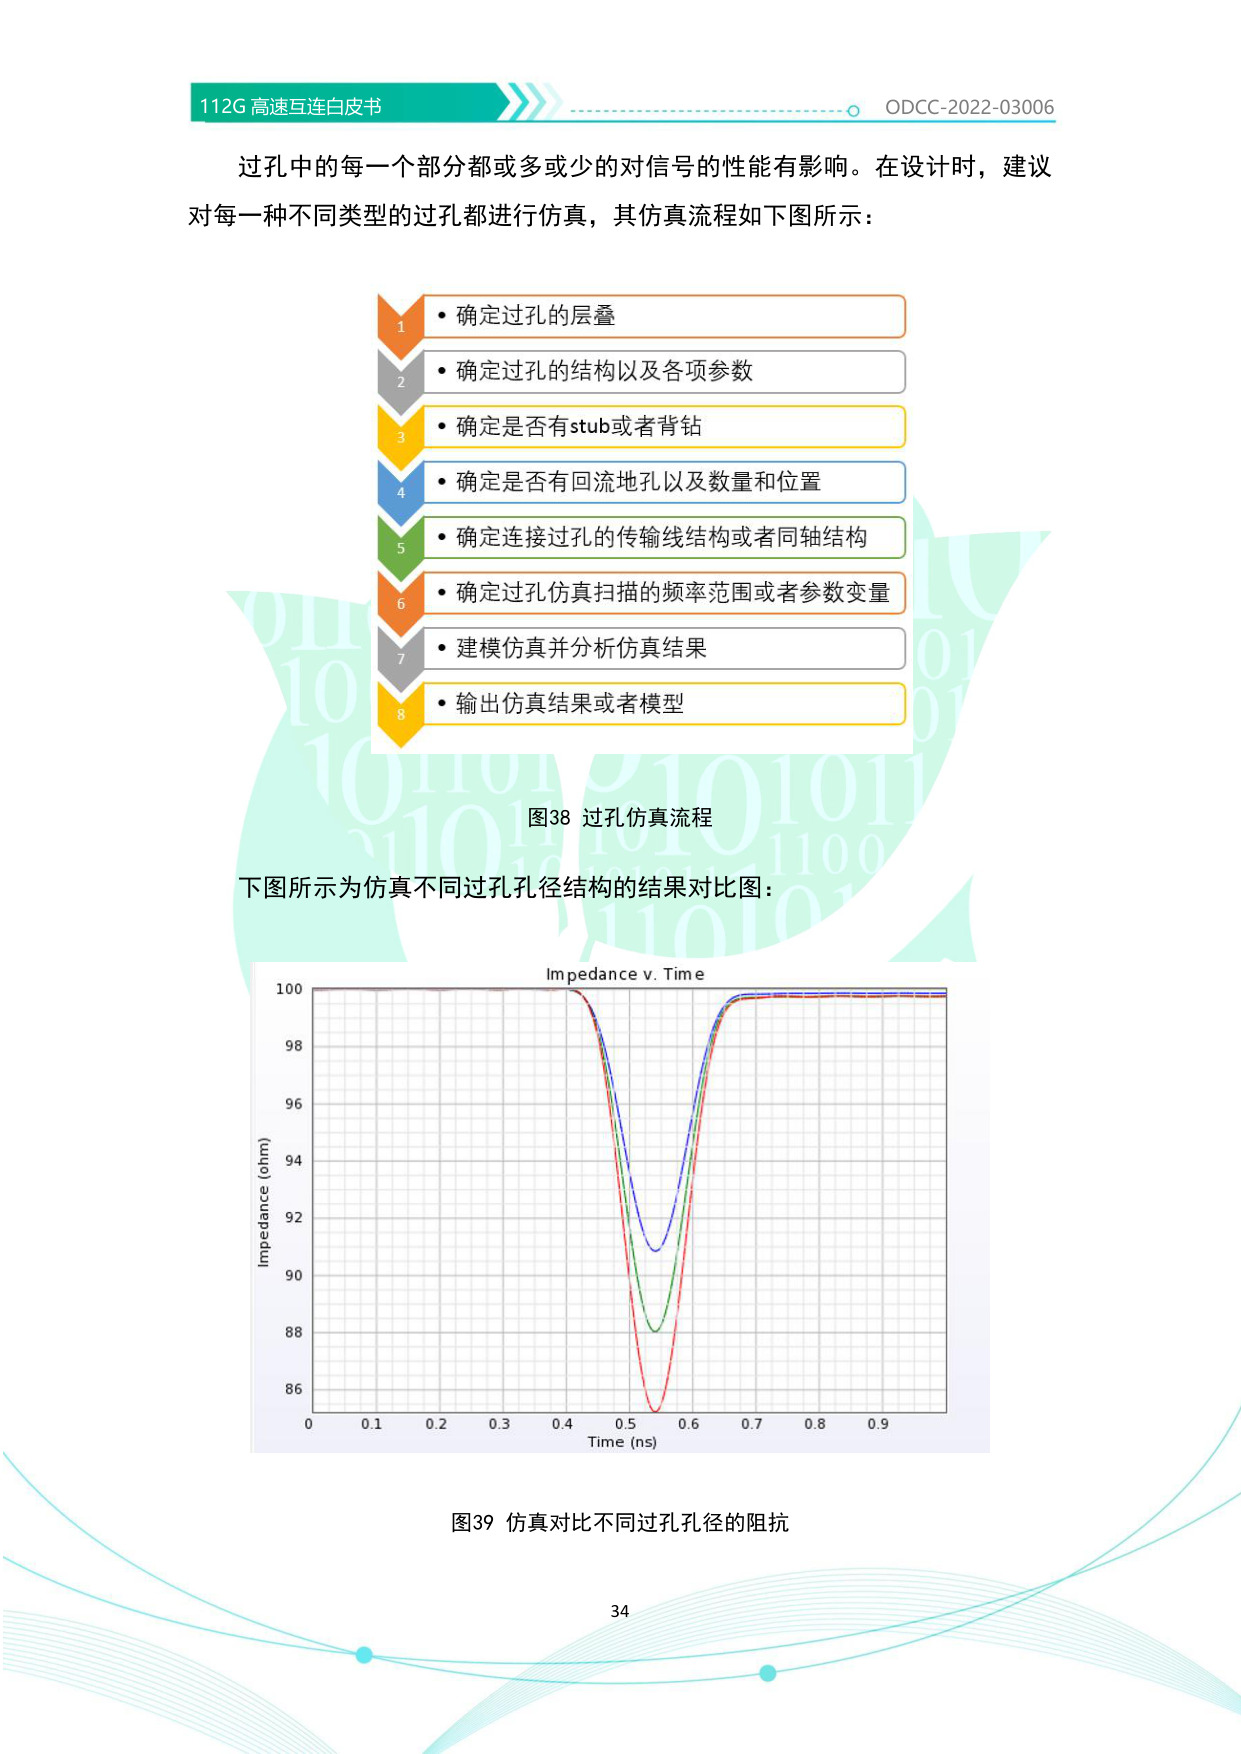 112G 高速互连白皮书
ODCC-2022-03006
过孔中的每一个部分都或多或少的对信号的性能有影响。在设计时，建议
对每一种不同类型的过孔都进行仿真，其仿真流程如下图所示：
1 • 确定过孔的层叠
2 • 确定过孔的结构以及各项参数
3 • 确定是否有stub或者背钻
4 • 确定是否有回流地孔以及数量和位置
5 • 确定连接过孔的传输线结构或者同轴结构
6 • 确定过孔仿真扫描的频率范围或者参数变量
7 • 建模仿真并分析仿真结果
8 • 输出仿真结果或者模型
图38 过孔仿真流程
下图所示为仿真不同过孔孔径结构的结果对比图：
Impedance v. Time
100
98
96
94
92
90
88
86
Impedance (ohm)
0 0.1 0.2 0.3 0.4 0.5 0.6 0.7 0.8 0.9
Time (ns)
图39 仿真对比不同过孔孔径的阻抗
34